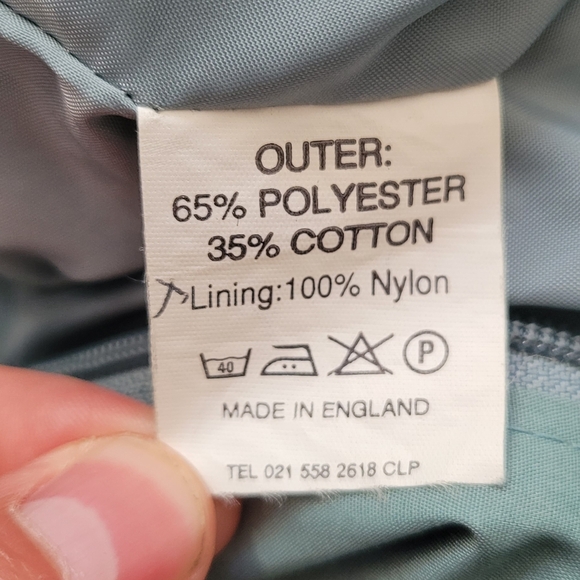 OUTER:
65% POLYESTER
35% COTTON
Lining:100% Nylon
40 P
MADE IN ENGLAND
TEL 021 558 2618 CLP